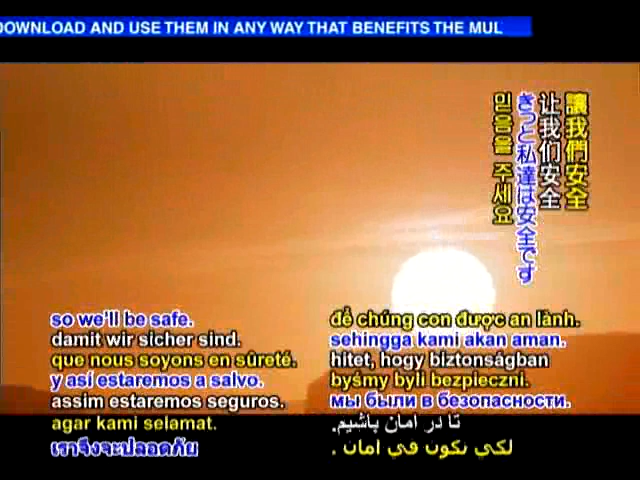 DOWNLOAD AND USE THEM IN ANY WAY THAT BENEFITS THE MUL
讓我們安全
让我们安全
きっと私達は安全です
믿음을 주세요
so we'll be safe.
damit wir sicher sind.
que nous soyons en sûreté.
y así estaremos a salvo.
assim estaremos seguros.
agar kami selamat.
เราจึงจะปลอดภัย
để chúng con được an lành.
sehingga kami akan aman.
hitet, hogy biztonságban
byśmy byli bezpieczni.
мы были в безопасности.
تا در امان باشیم.
لكي نكون في امان .